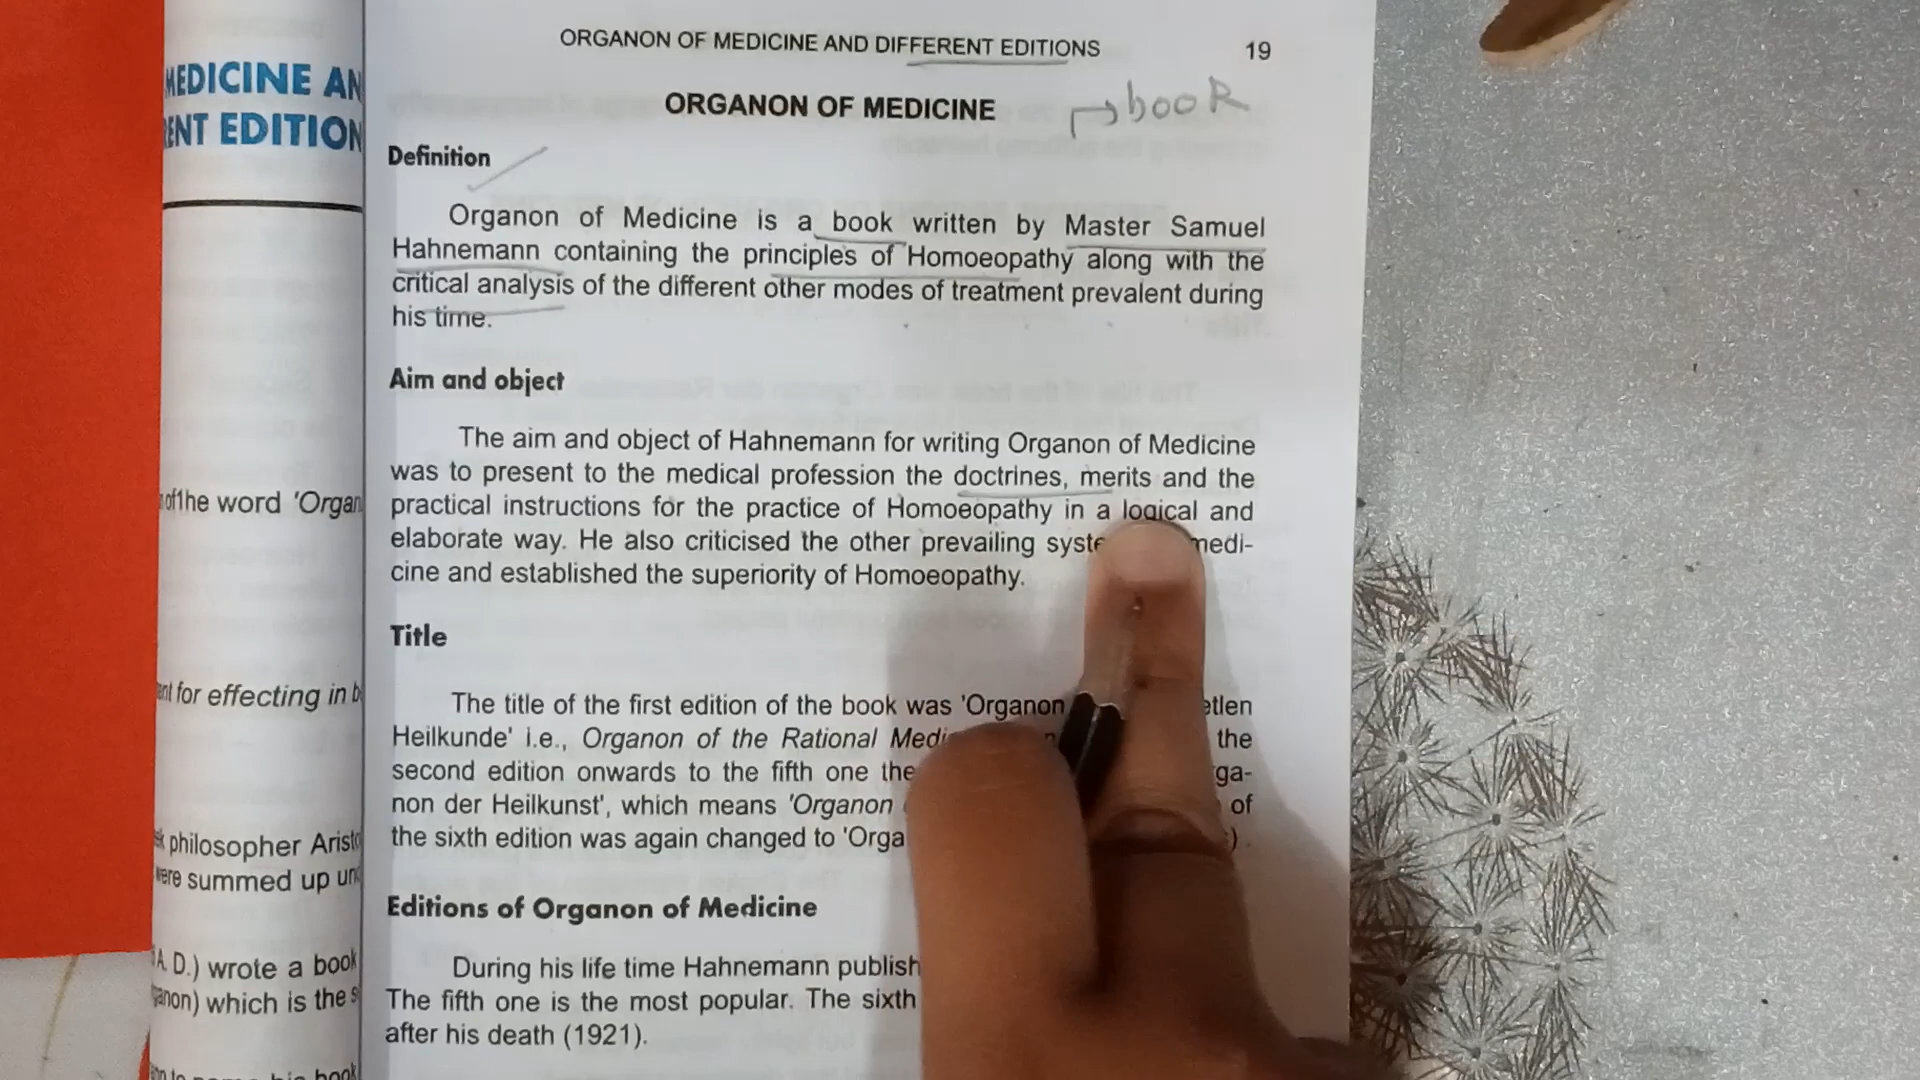 MEDICINE AN
ENT EDITION
of the word 'Organ
for effecting in b
philosopher Aristo
were summed up und
A. D.) wrote a book
which is the s
ORGANON OF MEDICINE AND DIFFERENT EDITIONS 19
ORGANON OF MEDICINE
book
Definition
Organon of Medicine is a book written by Master Samuel
Hahnemann containing the principles of Homoeopathy along with the
critical analysis of the different other modes of treatment prevalent during
his time.
Aim and object
The aim and object of Hahnemann for writing Organon of Medicine
was to present to the medical profession the doctrines, merits and the
practical instructions for the practice of Homoeopathy in a logical and
elaborate way. He also criticised the other prevailing medi-
cine and established the superiority of Homoeopathy.
Title
The title of the first edition of the book was 'Organon
Heilkunde' i.e., Organon of the Rational the
second edition onwards to the fifth one ga-
non der Heilkunst', which means 'Organon of
the sixth edition was again changed to 'Orga
Editions of Organon of Medicine
During his life time Hahnemann publish
The fifth one is the most popular. The sixth
after his death (1921).